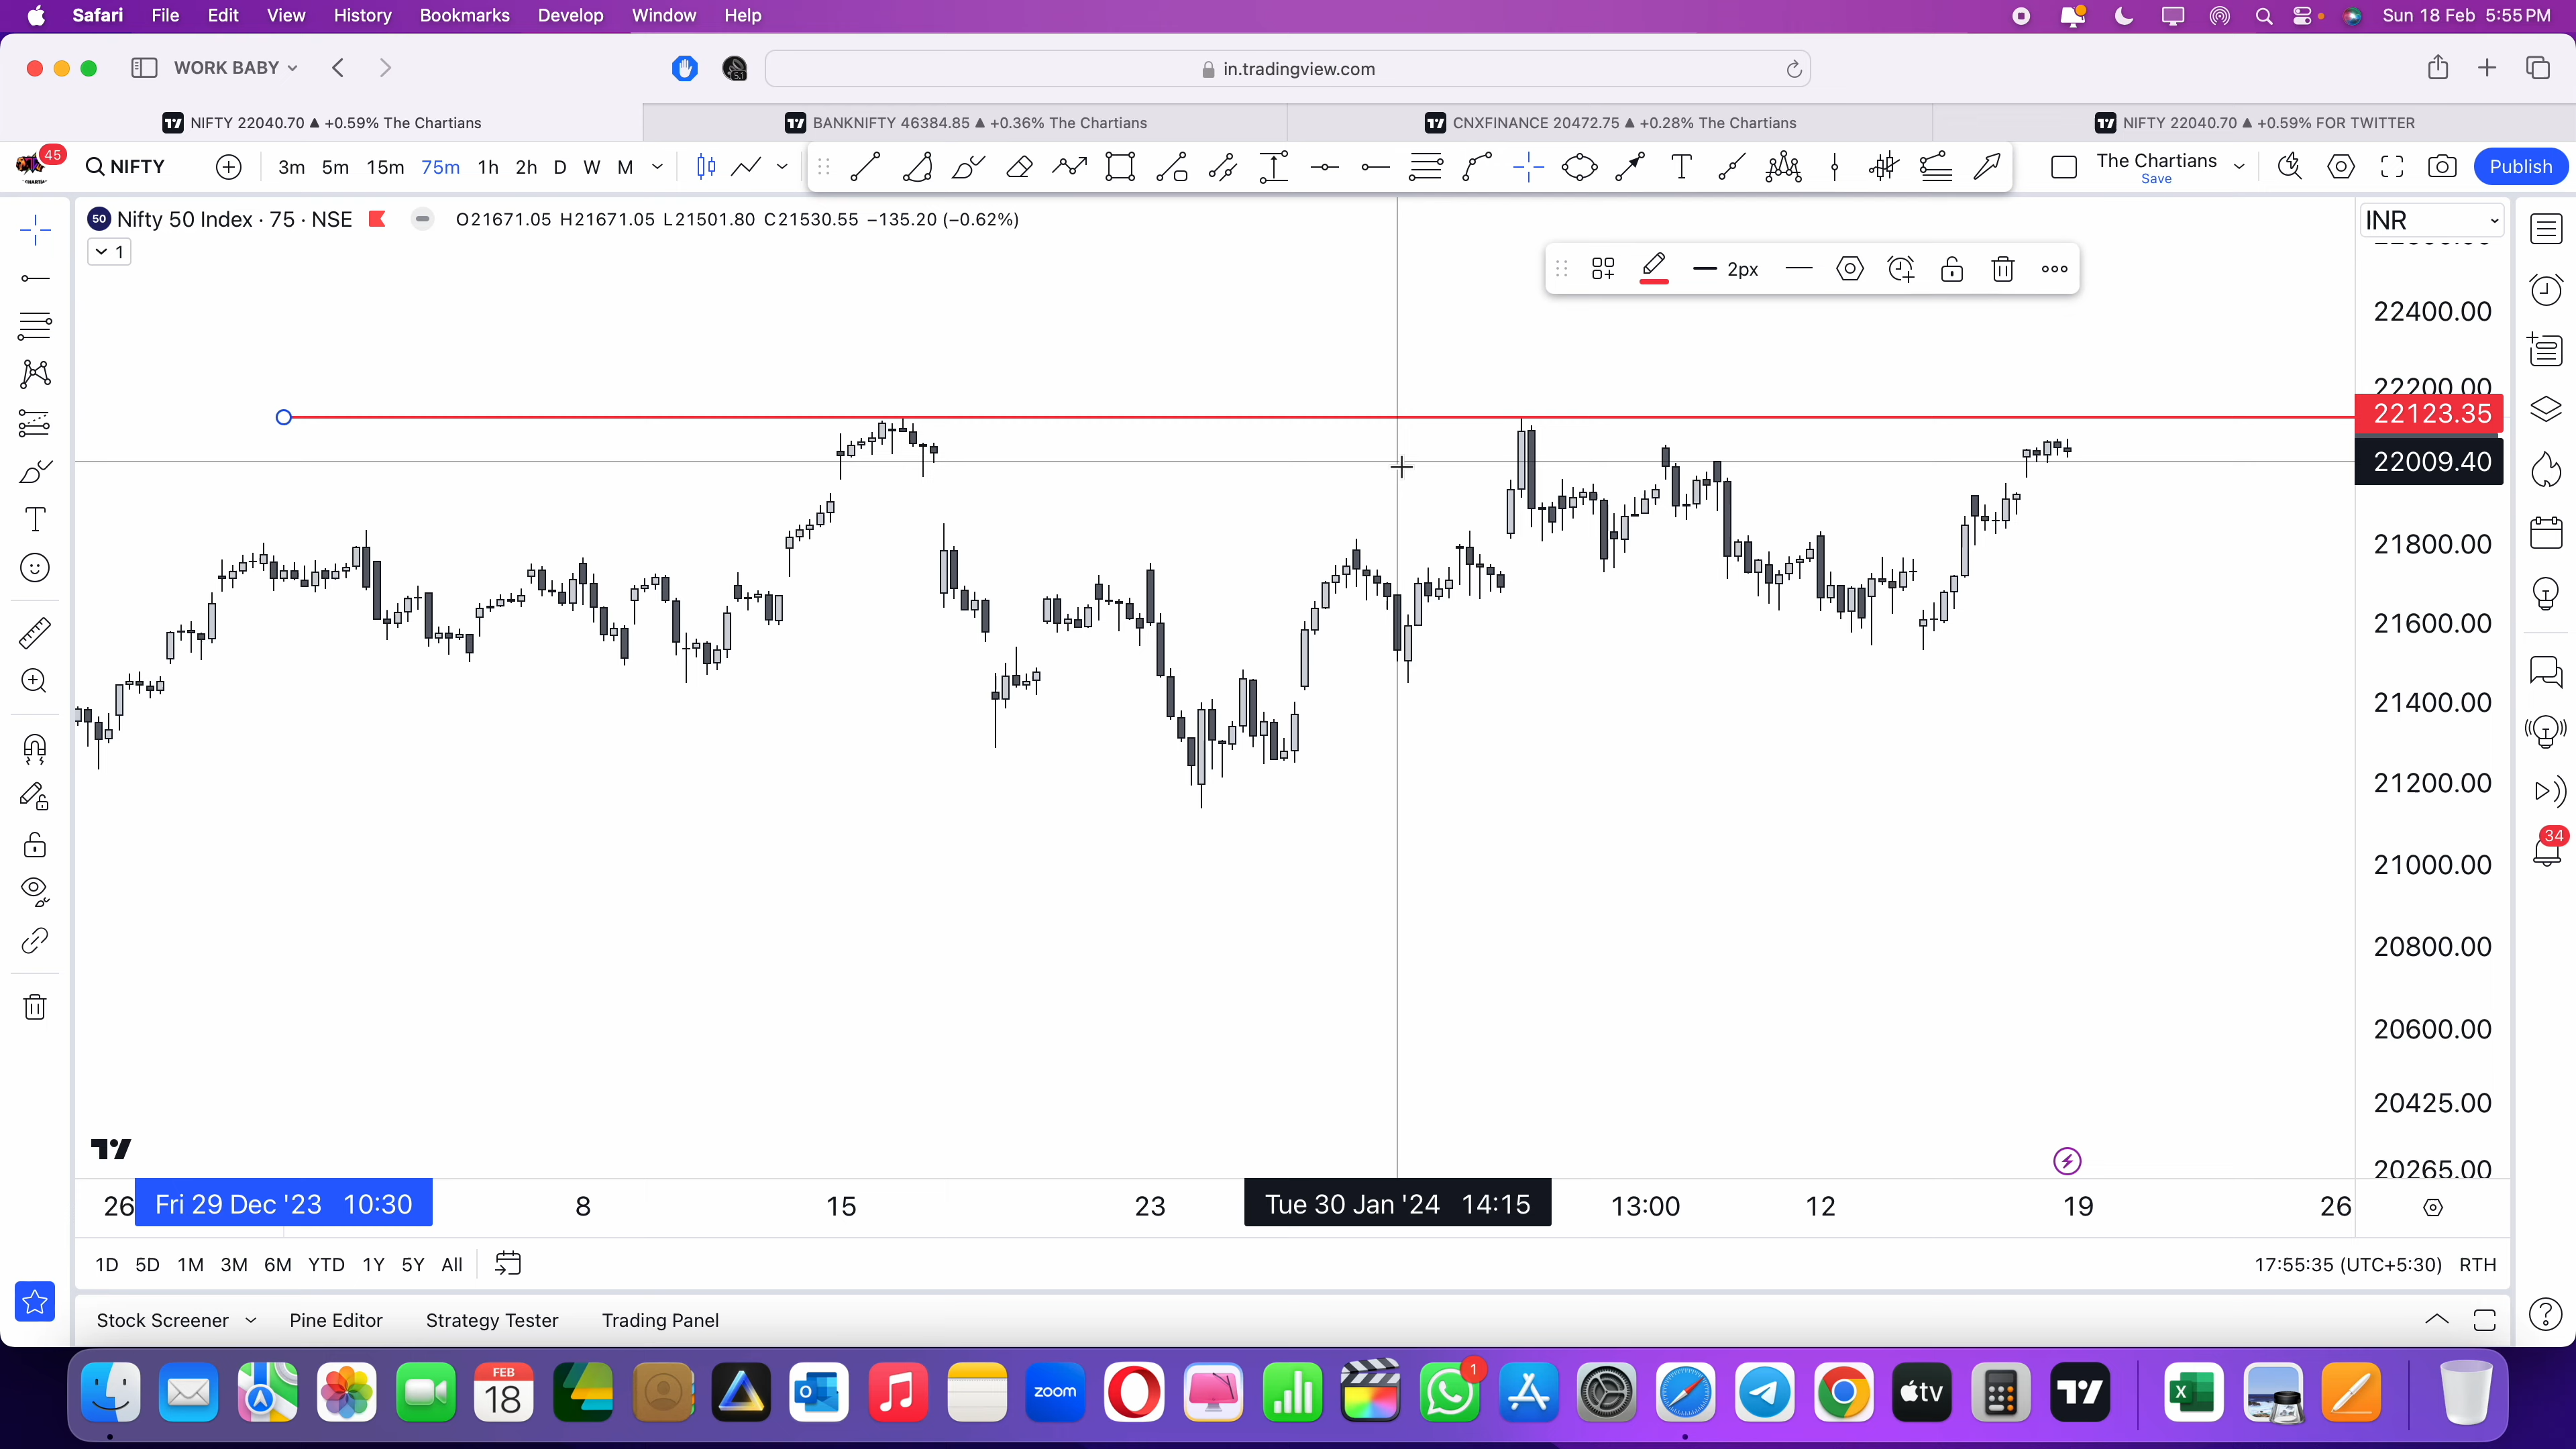 Safari File Edit View History Bookmarks Develop Window Help Sun 18 Feb 5:55 PM
WORK BABY in.tradingview.com
NIFTY 22040.70 ▲ +0.59% The Chartians BANKNIFTY 46384.85 ▲ +0.36% The Chartians CNXFINANCE 20472.75 ▲ +0.28% The Chartians NIFTY 22040.70 ▲ +0.59% FOR TWITTER
45 NIFTY 3m 5m 15m 75m 1h 2h D W M The Chartians Save Publish
50 Nifty 50 Index · 75 · NSE O21671.05 H21671.05 L21501.80 C21530.55 −135.20 (−0.62%) INR
1
2px
22400.00
22200.00
22123.35
22009.40
21800.00
21600.00
21400.00
21200.00
21000.00
34
20800.00
20600.00
20425.00
20265.00
26 Fri 29 Dec '23 10:30 8 15 23 Tue 30 Jan '24 14:15 13:00 12 19 26
1D 5D 1M 3M 6M YTD 1Y 5Y All 17:55:35 (UTC+5:30) RTH
Stock Screener Pine Editor Strategy Tester Trading Panel
FEB
18
zoom
1
tv